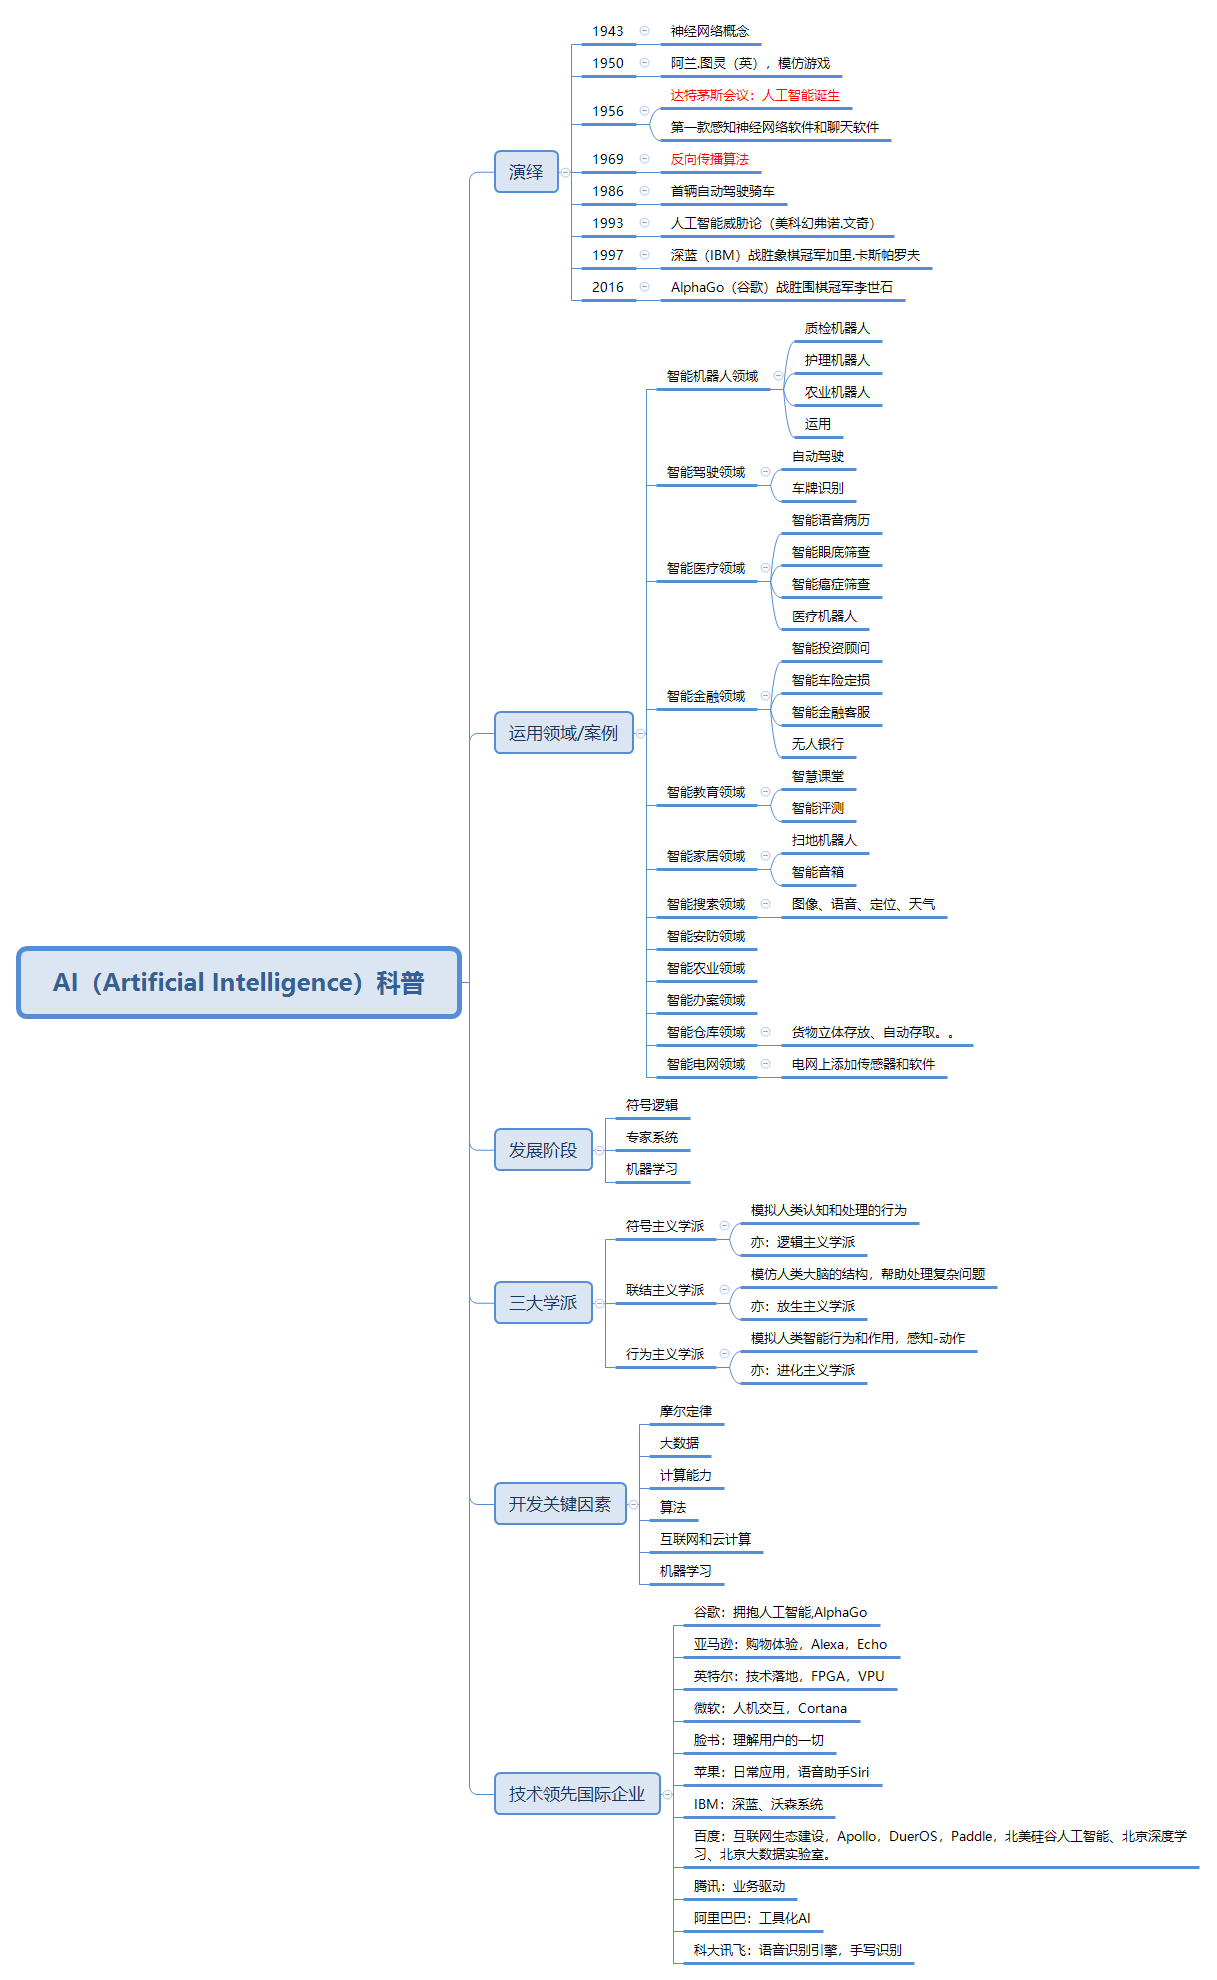 AI（Artificial Intelligence）科普
演绎
1943
神经网络概念
1950
阿兰.图灵（英），模仿游戏
1956
达特茅斯会议：人工智能诞生
第一款感知神经网络软件和聊天软件
1969
反向传播算法
1986
首辆自动驾驶骑车
1993
人工智能威胁论（美科幻弗诺.文奇）
1997
深蓝（IBM）战胜象棋冠军加里.卡斯帕罗夫
2016
AlphaGo（谷歌）战胜围棋冠军李世石
运用领域/案例
智能机器人领域
质检机器人
护理机器人
农业机器人
运用
智能驾驶领域
自动驾驶
车牌识别
智能医疗领域
智能语音病历
智能眼底筛查
智能癌症筛查
医疗机器人
智能金融领域
智能投资顾问
智能车险定损
智能金融客服
无人银行
智能教育领域
智慧课堂
智能评测
智能家居领域
扫地机器人
智能音箱
智能搜索领域
图像、语音、定位、天气
智能安防领域
智能农业领域
智能办案领域
智能仓库领域
货物立体存放、自动存取。。
智能电网领域
电网上添加传感器和软件
发展阶段
符号逻辑
专家系统
机器学习
三大学派
符号主义学派
模拟人类认知和处理的行为
亦：逻辑主义学派
联结主义学派
模仿人类大脑的结构，帮助处理复杂问题
亦：放生主义学派
行为主义学派
模拟人类智能行为和作用，感知-动作
亦：进化主义学派
开发关键因素
摩尔定律
大数据
计算能力
算法
互联网和云计算
机器学习
技术领先国际企业
谷歌：拥抱人工智能,AlphaGo
亚马逊：购物体验，Alexa，Echo
英特尔：技术落地，FPGA，VPU
微软：人机交互，Cortana
脸书：理解用户的一切
苹果：日常应用，语音助手Siri
IBM：深蓝、沃森系统
百度：互联网生态建设，Apollo，DuerOS，Paddle，北美硅谷人工智能、北京深度学
习、北京大数据实验室。
腾讯：业务驱动
阿里巴巴：工具化AI
科大讯飞：语音识别引擎，手写识别